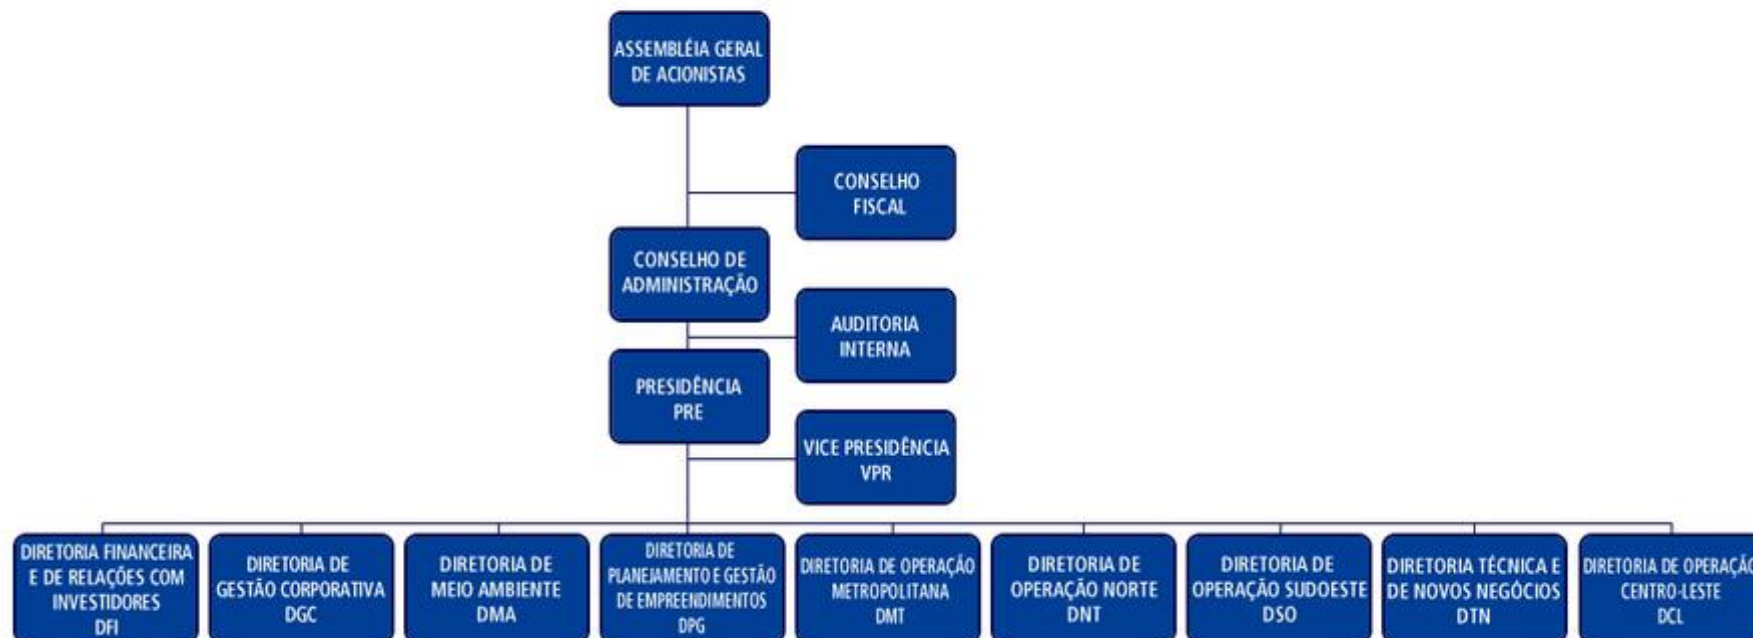 ASSEMBLÉIA GERAL
DE ACIONISTAS
CONSELHO
FISCAL
CONSELHO DE
ADMINISTRAÇÃO
AUDITORIA
INTERNA
PRESIDÊNCIA
PRE
VICE PRESIDÊNCIA
VPR
DIRETORIA FINANCEIRA
E DE RELAÇÕES COM
INVESTIDORES
DFI
DIRETORIA DE
GESTÃO CORPORATIVA
DGC
DIRETORIA DE
MEIO AMBIENTE
DMA
DIRETORIA DE
PLANEJAMENTO E GESTÃO
DE EMPREENDIMENTOS
DPG
DIRETORIA DE OPERAÇÃO
METROPOLITANA
DMT
DIRETORIA DE
OPERAÇÃO NORTE
DNT
DIRETORIA DE
OPERAÇÃO SUDOESTE
DSO
DIRETORIA TÉCNICA E
DE NOVOS NEGÓCIOS
DTN
DIRETORIA DE OPERAÇÃO
CENTRO-LESTE
DCL